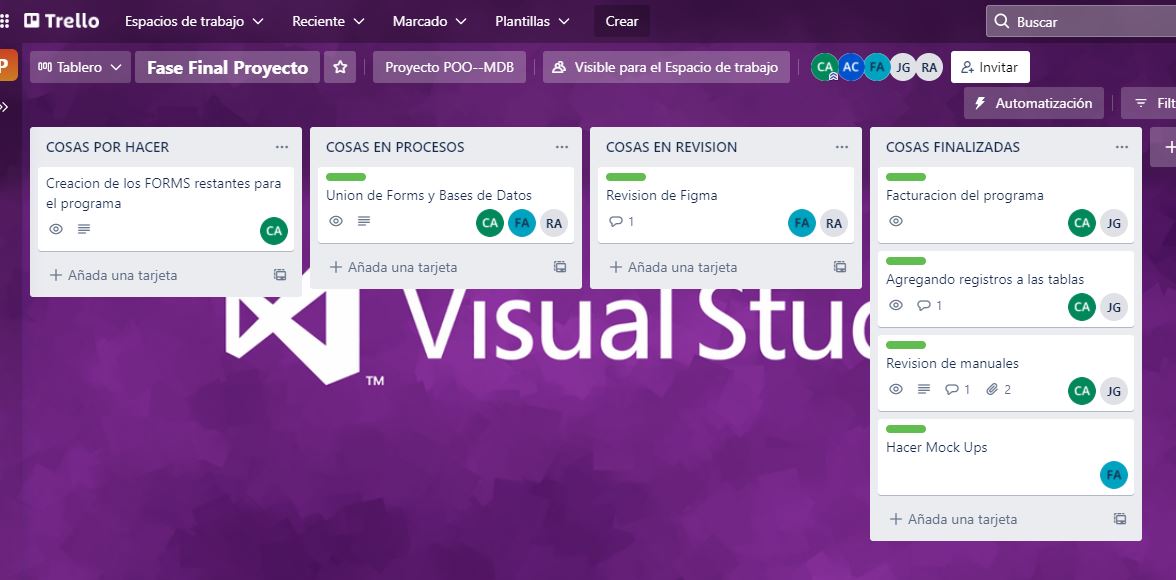 Trello
Espacios de trabajo
Reciente
Marcado
Plantillas
Crear
Buscar
P
Tablero
Fase Final Proyecto
Proyecto POO--MDB
Visible para el Espacio de trabajo
CA AC FA JG RA
Invitar
Automatización
Filt
COSAS POR HACER
Creacion de los FORMS restantes para
el programa
CA
Añada una tarjeta
COSAS EN PROCESOS
Union de Forms y Bases de Datos
CA FA RA
Añada una tarjeta
COSAS EN REVISION
Revision de Figma
1
FA RA
Añada una tarjeta
COSAS FINALIZADAS
Facturacion del programa
CA JG
Agregando registros a las tablas
1
CA JG
Revision de manuales
1 2
CA JG
Hacer Mock Ups
FA
Añada una tarjeta
Visual Stud
TM